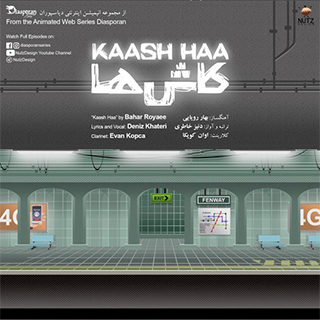 Diasporan
از مجموعه انیمیشن اینترنتی دیاسپوران
From the Animated Web Series Diasporan
NUTZ
Watch Full Episodes on:
diasporanseries
NutzDesign Youtube Channel
NutzDesign
KAASH HAA
کاش‌ها
"Kaash Haa" by Bahar Royaee
آهنگساز: بهار رویایی
Lyrics and Vocal: Deniz Khateri
ترانه و آواز: دنیز خاطری
Clarinet: Evan Kopca
کلارینت: اوان کوپکا
EXIT
FENWAY
4G
4G